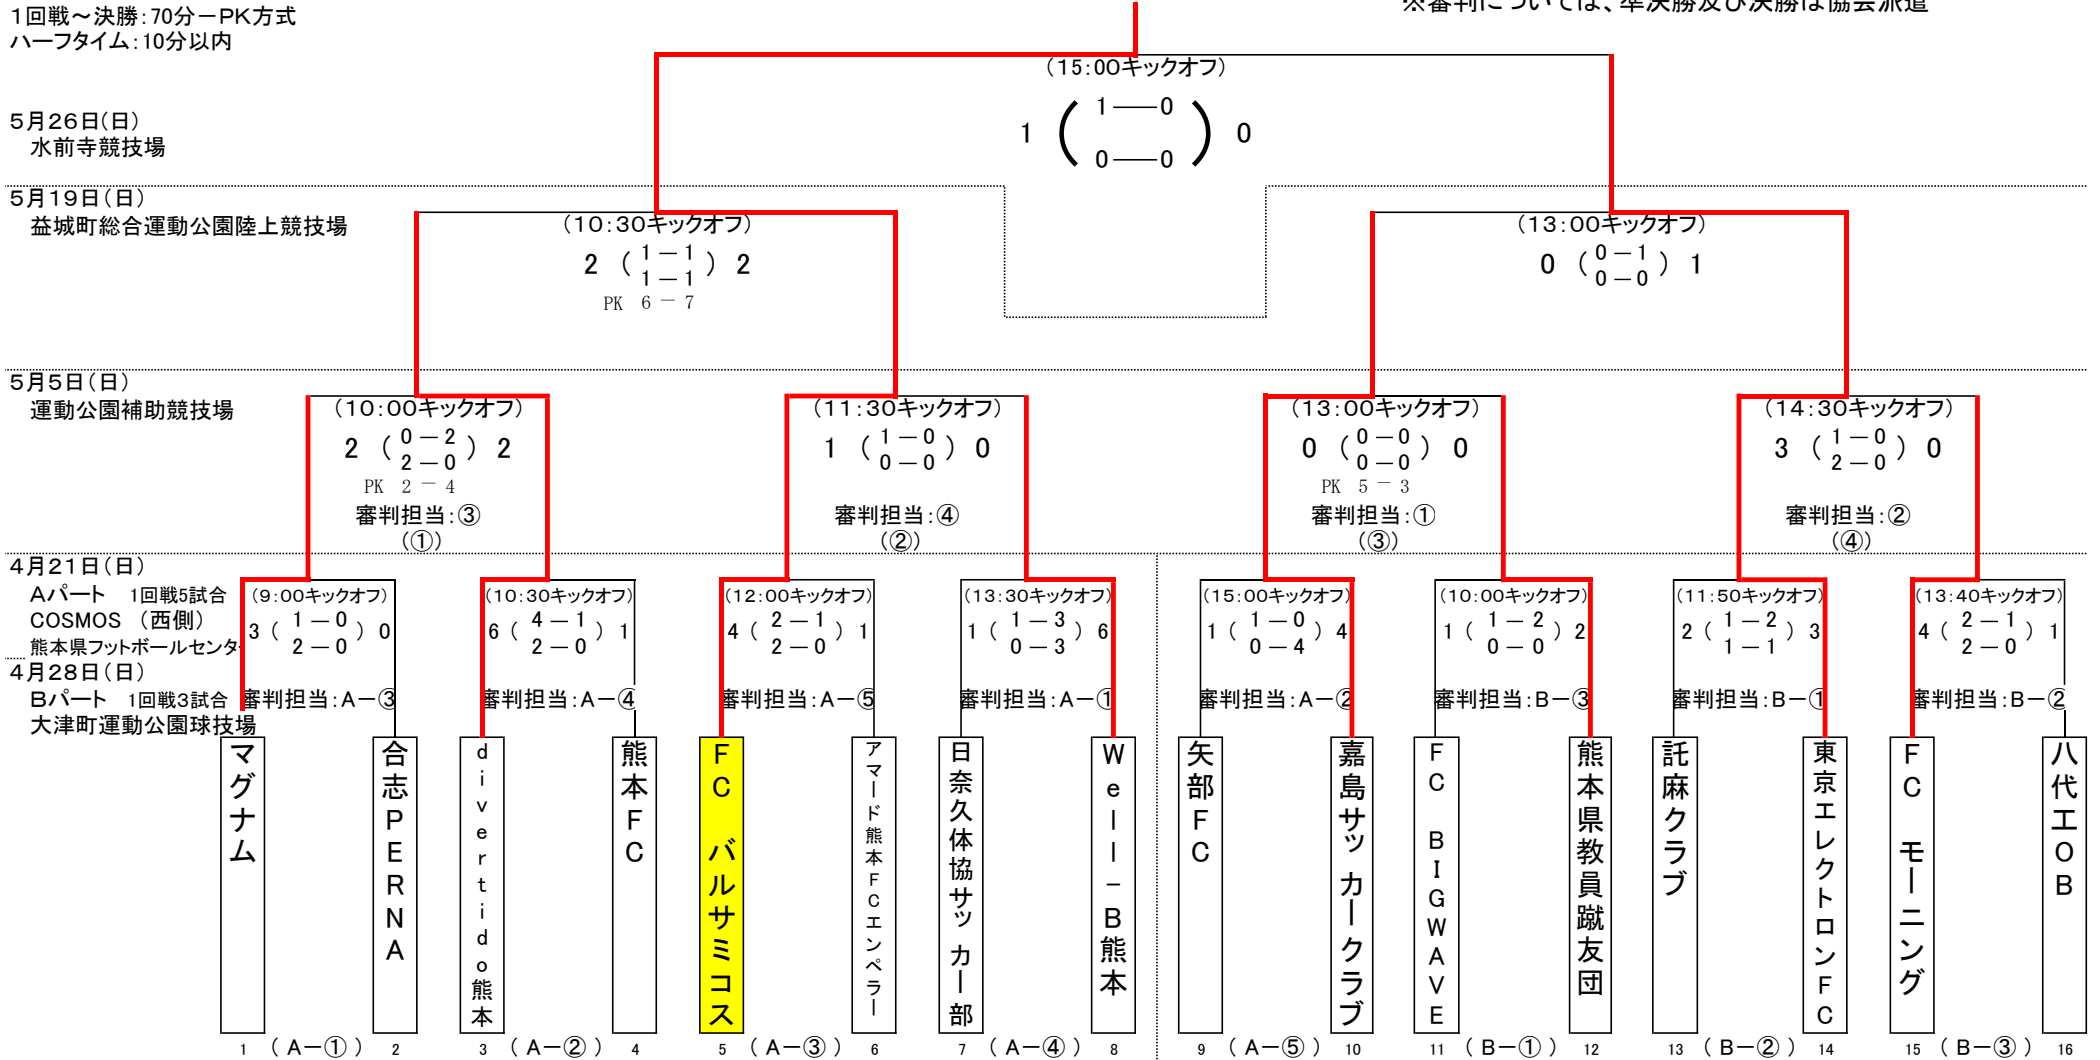 1回戦～決勝：70分－PK方式
※審判については、準決勝及び決勝は協会派遣
ハーフタイム：10分以内
(15:00キックオフ)
5月26日(日)
水前寺競技場
1 ( 1 — 0 ) 0
0 — 0
5月19日(日)
益城町総合運動公園陸上競技場
(10:30キックオフ)
2 ( 1－1 ) 2
1－1
PK 6－7
(13:00キックオフ)
0 ( 0－1 ) 1
0－0
5月5日(日)
運動公園補助競技場
(10:00キックオフ)
2 ( 0－2 ) 2
2－0
PK 2－4
審判担当：③
(①)
(11:30キックオフ)
1 ( 1－0 ) 0
0－0
審判担当：④
(②)
(13:00キックオフ)
0 ( 0－0 ) 0
0－0
PK 5－3
審判担当：①
(③)
(14:30キックオフ)
3 ( 1－0 ) 0
2－0
審判担当：②
(④)
4月21日(日)
Aパート 1回戦5試合
COSMOS (西側)
熊本県フットボールセンター
4月28日(日)
Bパート 1回戦3試合
大津町運動公園球技場
(9:00キックオフ)
3 ( 1－0 ) 0
2－0
審判担当：A－③
(10:30キックオフ)
6 ( 4－1 ) 1
2－0
審判担当：A－④
(12:00キックオフ)
4 ( 2－1 ) 1
2－0
審判担当：A－⑤
(13:30キックオフ)
1 ( 1－3 ) 6
0－3
審判担当：A－①
(15:00キックオフ)
1 ( 1－0 ) 4
0－4
審判担当：A－②
(10:00キックオフ)
1 ( 1－2 ) 2
0－0
審判担当：B－③
(11:50キックオフ)
2 ( 1－2 ) 3
1－1
審判担当：B－①
(13:40キックオフ)
4 ( 2－1 ) 1
2－0
審判担当：B－②
マグナム
合志PERNA
divertido熊本
熊本FC
FC バルサミコス
アマード熊本FCエンペラー
日奈久体協サッカー部
Well－B熊本
矢部FC
嘉島サッカークラブ
FC BIGWAVE
熊本県教員蹴友団
託麻クラブ
東京エレクトロンFC
FC モーニング
八代工OB
1 (A－①) 2 3 (A－②) 4 5 (A－③) 6 7 (A－④) 8 9 (A－⑤) 10 11 (B－①) 12 13 (B－②) 14 15 (B－③) 16